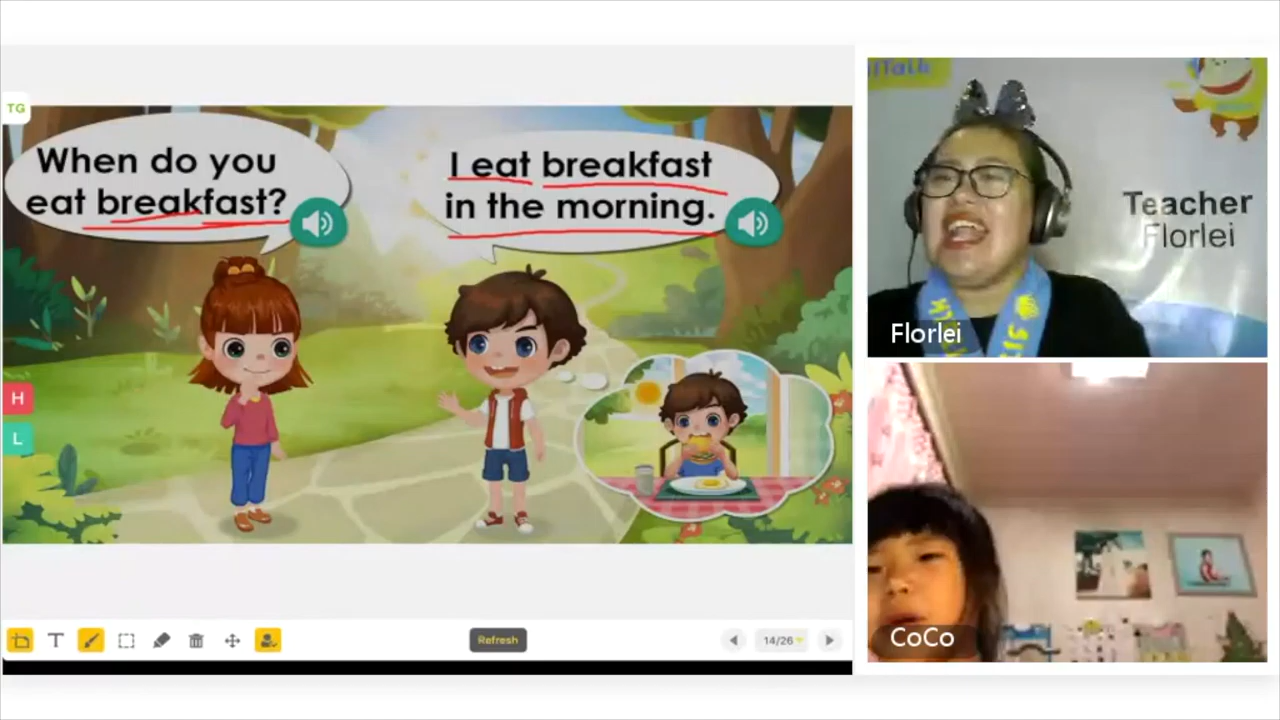 TG
When do you
eat breakfast?
I eat breakfast
in the morning.
H
L
T
Refresh
14/26
Teacher
Florlei
Florlei
CoCo